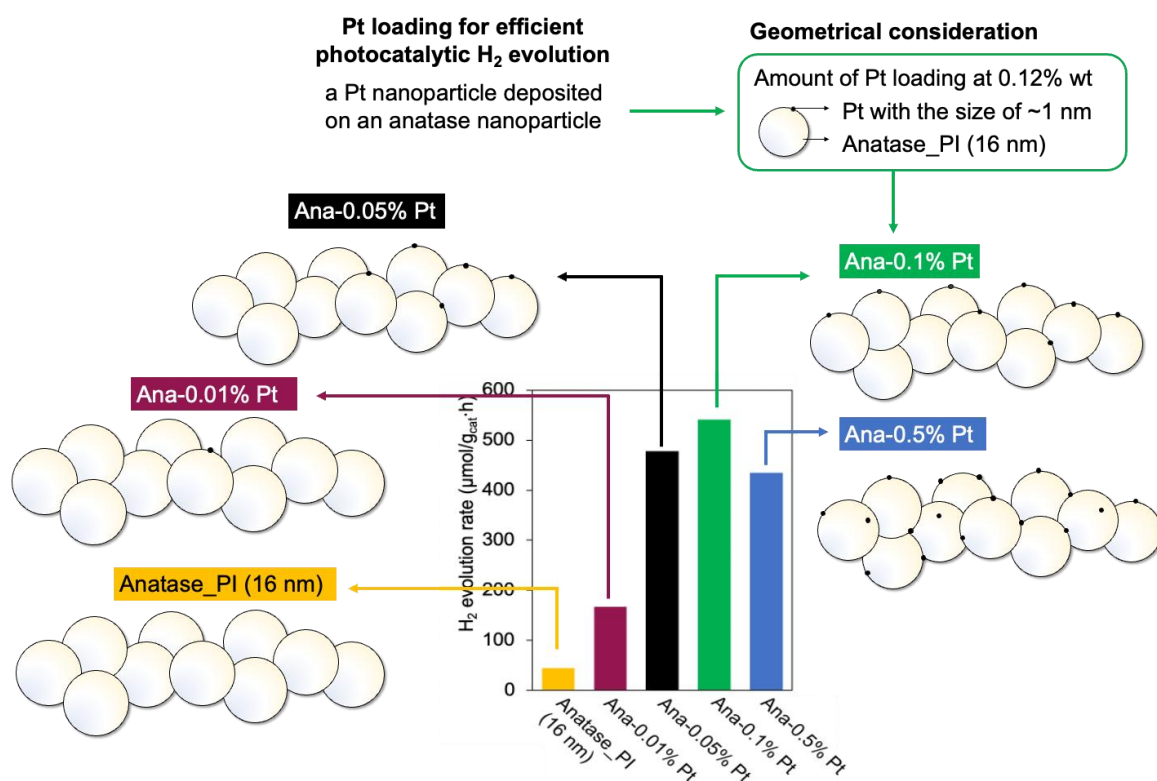 Pt loading for efficient
photocatalytic H₂ evolution
a Pt nanoparticle deposited
on an anatase nanoparticle
Geometrical consideration
Amount of Pt loading at 0.12% wt
Pt with the size of ~1 nm
Anatase_PI (16 nm)
Ana-0.05% Pt
Ana-0.1% Pt
Ana-0.01% Pt
Ana-0.5% Pt
Anatase_PI (16 nm)
H₂ evolution rate (μmol/g_cat·h)
600
500
400
300
200
100
0
Anatase_PI
(16 nm)
Ana-0.01% Pt
Ana-0.05% Pt
Ana-0.1% Pt
Ana-0.5% Pt